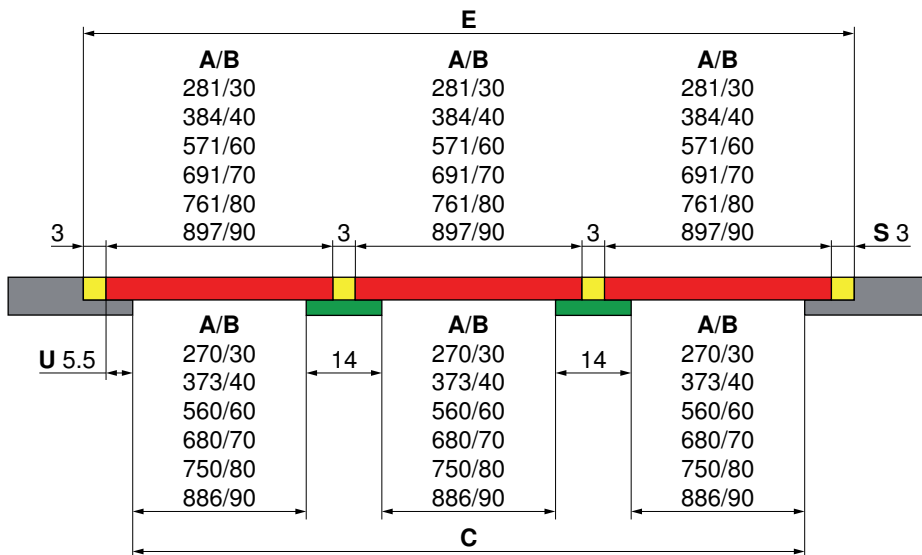 E
A/B A/B A/B
281/30 281/30 281/30
384/40 384/40 384/40
571/60 571/60 571/60
691/70 691/70 691/70
761/80 761/80 761/80
3 897/90 3 897/90 3 897/90 S 3
A/B A/B A/B
U 5.5 270/30 14 270/30 14 270/30
373/40 373/40 373/40
560/60 560/60 560/60
680/70 680/70 680/70
750/80 750/80 750/80
886/90 886/90 886/90
C